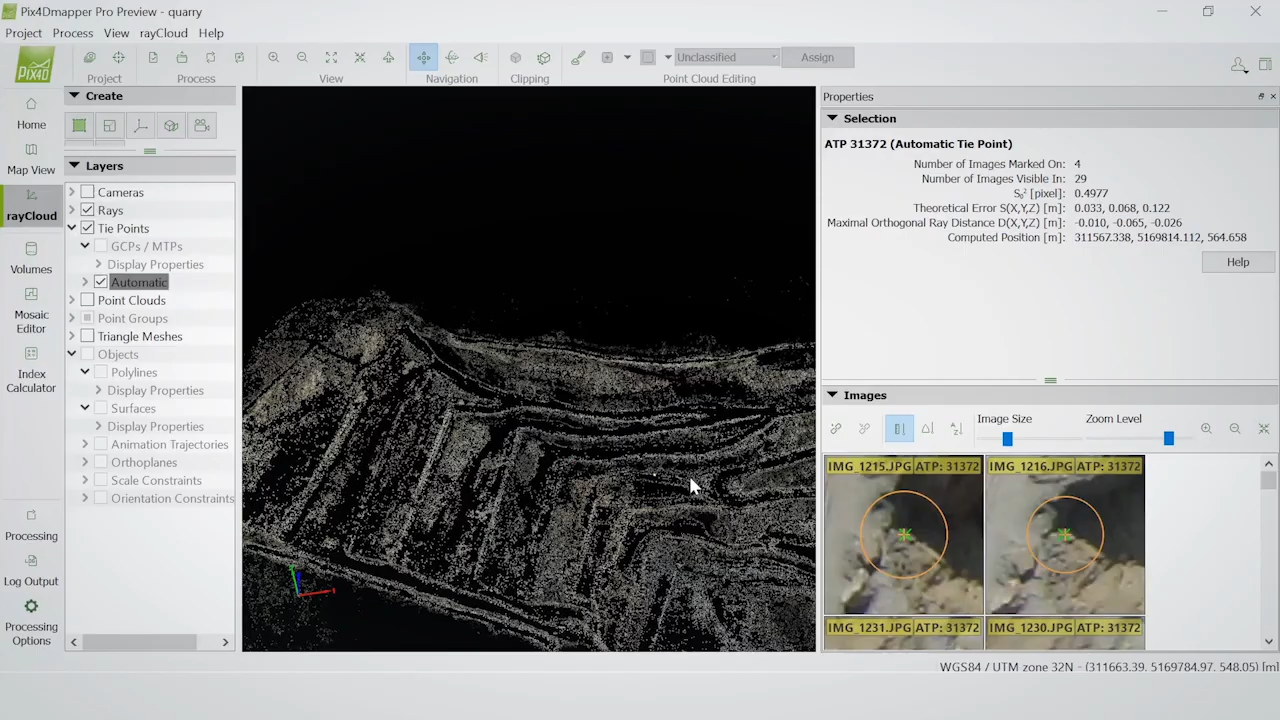 Pix4Dmapper Pro Preview - quarry
Project Process View rayCloud Help
PIX4D
Unclassified Assign
Project Process View Navigation Clipping Point Cloud Editing
Home
Map View
rayCloud
Volumes
Mosaic
Editor
Index
Calculator
Processing
Log Output
Processing
Options
Create
Layers
Cameras
Rays
Tie Points
GCPs / MTPs
Display Properties
Automatic
Point Clouds
Point Groups
Triangle Meshes
Objects
Polylines
Display Properties
Surfaces
Display Properties
Animation Trajectories
Orthoplanes
Scale Constraints
Orientation Constraints
Properties
Selection
ATP 31372 (Automatic Tie Point)
Number of Images Marked On: 4
Number of Images Visible In: 29
S₀² [pixel]: 0.4977
Theoretical Error S(X,Y,Z) [m]: 0.033, 0.068, 0.122
Maximal Orthogonal Ray Distance D(X,Y,Z) [m]: -0.010, -0.065, -0.026
Computed Position [m]: 311567.338, 5169814.112, 564.658
Help
Images
Image Size Zoom Level
IMG_1215.JPG ATP: 31372 IMG_1216.JPG ATP: 31372
IMG_1231.JPG ATP: 31372 IMG_1230.JPG ATP: 31372
WGS84 / UTM zone 32N - (311663.39, 5169784.97, 548.05) [m]